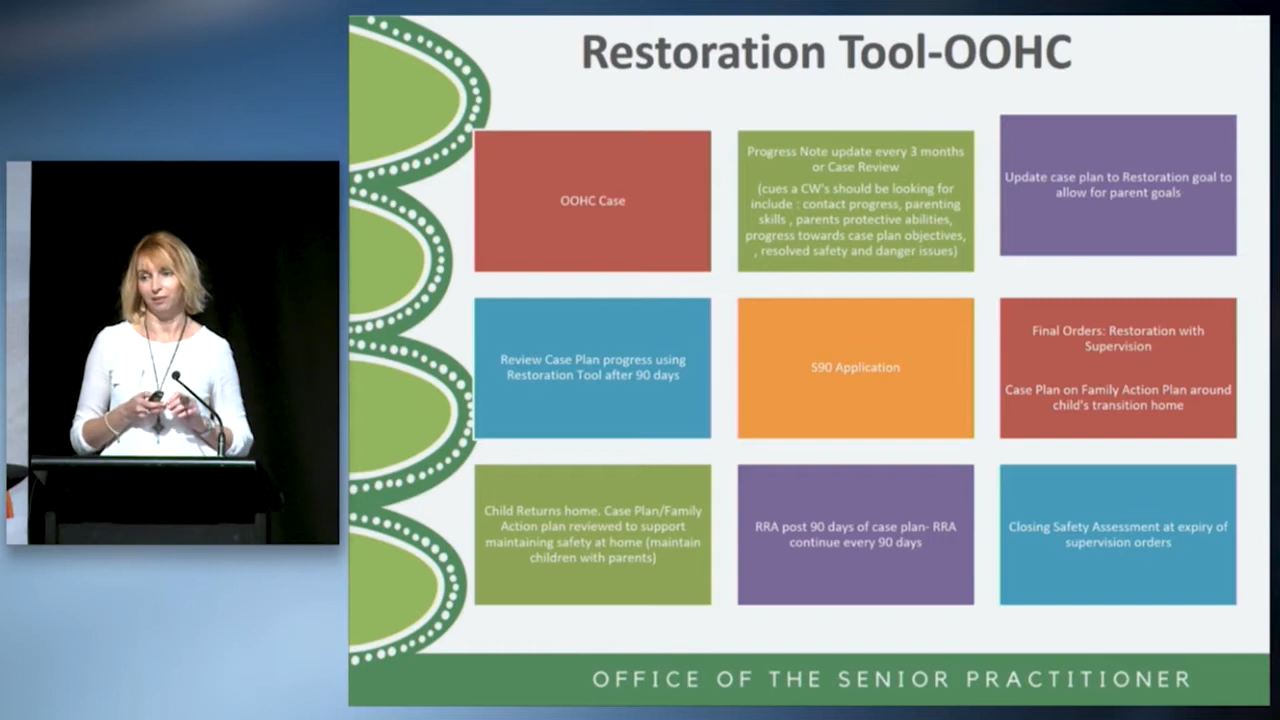 Restoration Tool-OOHC
OOHC Case
Progress Note update every 3 months
or Case Review
(cues a CW's should be looking for
include : contact progress, parenting
skills , parents protective abilities,
progress towards case plan objectives,
, resolved safety and danger issues)
Update case plan to Restoration goal to
allow for parent goals
Review Case Plan progress using
Restoration Tool after 90 days
S90 Application
Final Orders: Restoration with
Supervision
Case Plan on Family Action Plan around
child's transition home
Child Returns home. Case Plan/Family
Action plan reviewed to support
maintaining safety at home (maintain
children with parents)
RRA post 90 days of case plan- RRA
continue every 90 days
Closing Safety Assessment at expiry of
supervision orders
OFFICE OF THE SENIOR PRACTITIONER